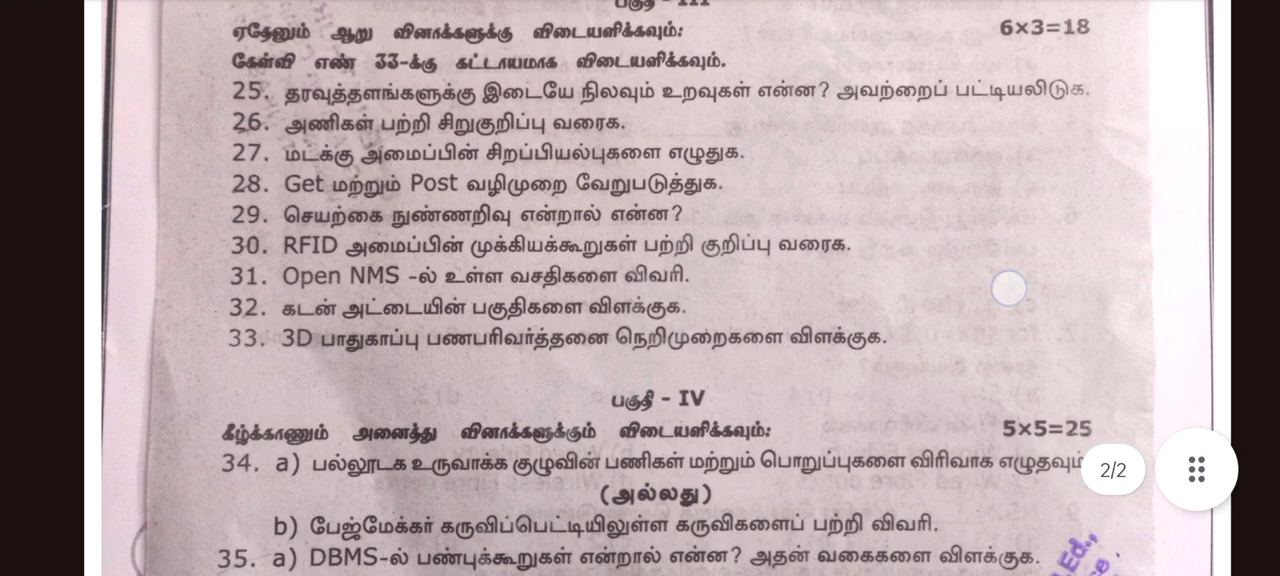 பகுதி - III
ஏதேனும் ஆறு வினாக்களுக்கு விடையளிக்கவும்: 6×3=18
கேள்வி எண் 33-க்கு கட்டாயமாக விடையளிக்கவும்.
25. தரவுத்தளங்களுக்கு இடையே நிலவும் உறவுகள் என்ன? அவற்றைப் பட்டியலிடுக.
26. அணிகள் பற்றி சிறுகுறிப்பு வரைக.
27. மடக்கு அமைப்பின் சிறப்பியல்புகளை எழுதுக.
28. Get மற்றும் Post வழிமுறை வேறுபடுத்துக.
29. செயற்கை நுண்ணறிவு என்றால் என்ன?
30. RFID அமைப்பின் முக்கியக்கூறுகள் பற்றி குறிப்பு வரைக.
31. Open NMS -ல் உள்ள வசதிகளை விவரி.
32. கடன் அட்டையின் பகுதிகளை விளக்குக.
33. 3D பாதுகாப்பு பணபரிவர்த்தனை நெறிமுறைகளை விளக்குக.
பகுதி - IV
கீழ்க்காணும் அனைத்து வினாக்களுக்கும் விடையளிக்கவும்: 5×5=25
34. a) பல்லூடக உருவாக்க குழுவின் பணிகள் மற்றும் பொறுப்புகளை விரிவாக எழுதவும்
2/2
(அல்லது)
b) பேஜ்மேக்கர் கருவிப்பெட்டியிலுள்ள கருவிகளைப் பற்றி விவரி.
35. a) DBMS-ல் பண்புக்கூறுகள் என்றால் என்ன? அதன் வகைகளை விளக்குக.
Ed.,